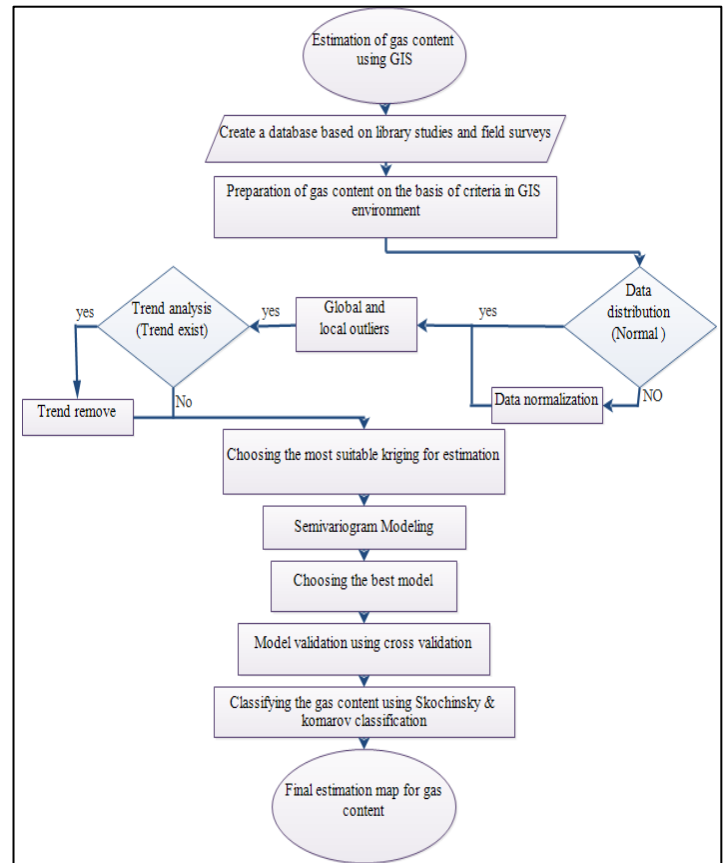 Estimation of gas content
using GIS
Create a database based on library studies and field surveys
Preparation of gas content on the basis of criteria in GIS
environment
Data
distribution
(Normal )
yes
Global and
local outliers
yes
Trend analysis
(Trend exist)
yes
NO
Data normalization
No
Trend remove
Choosing the most suitable kriging for estimation
Semivariogram Modeling
Choosing the best model
Model validation using cross validation
Classifying the gas content using Skochinsky &
komarov classification
Final estimation map for gas
content